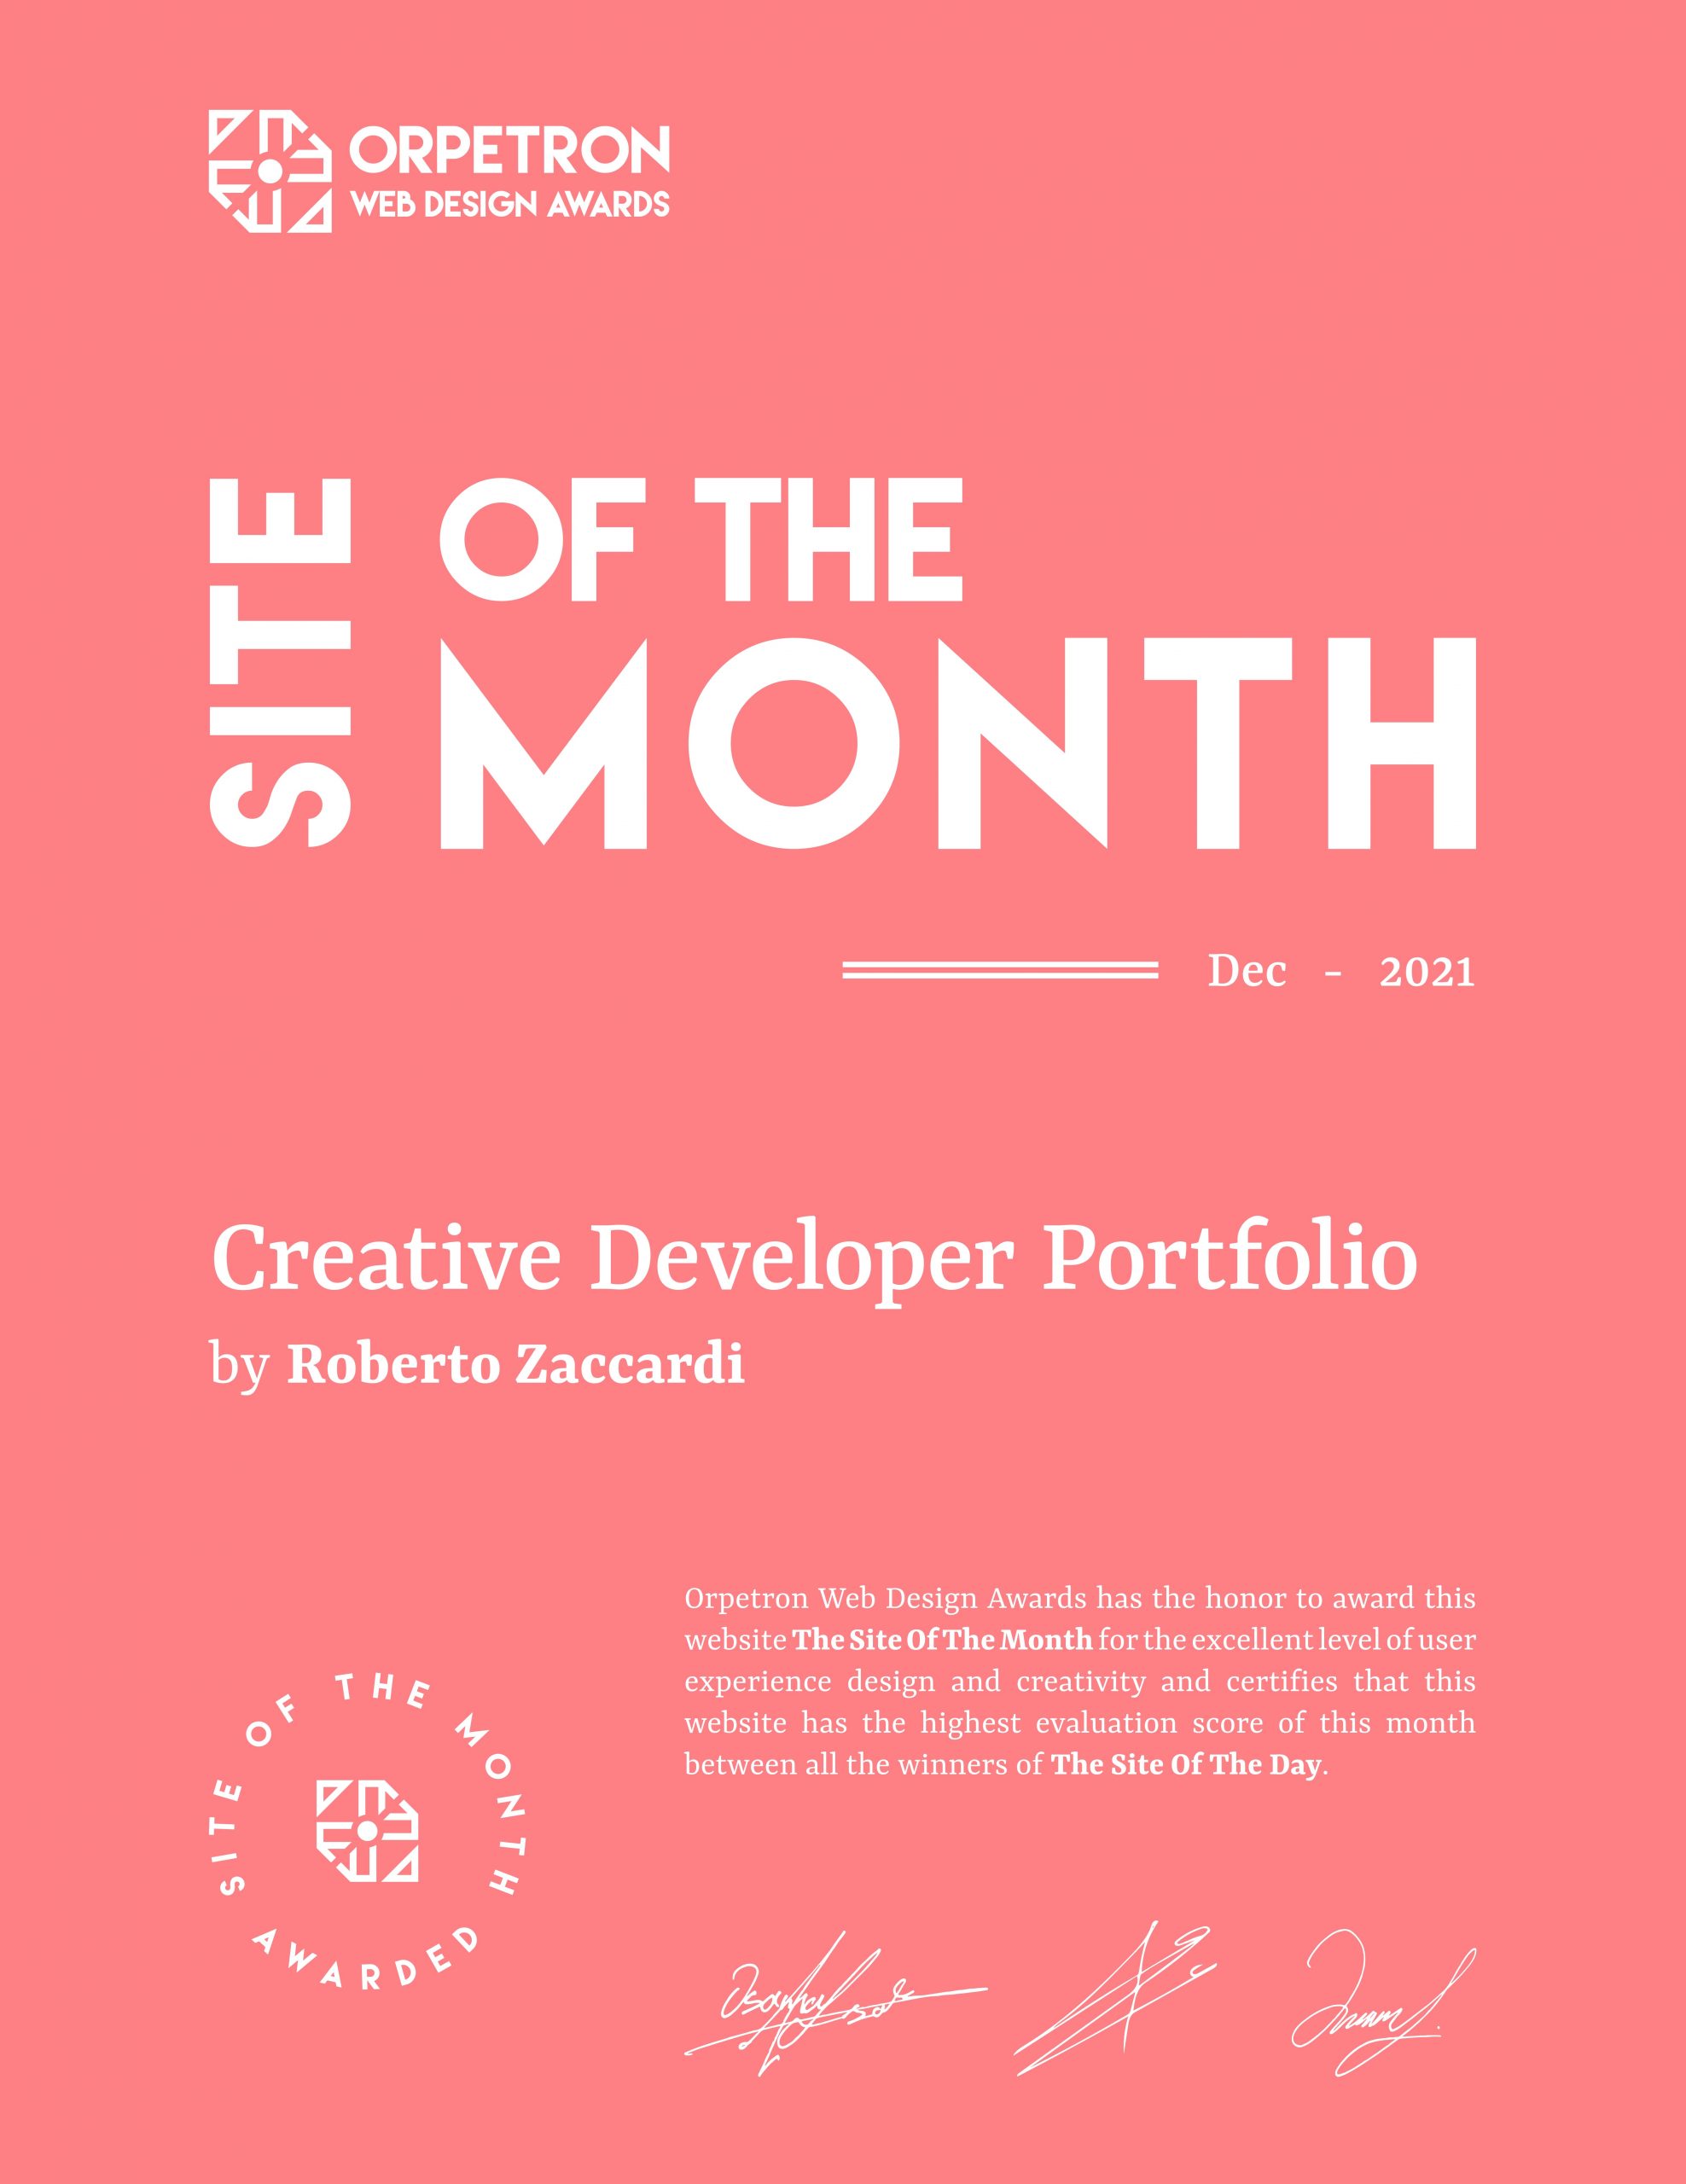 ORPETRON
WEB DESIGN AWARDS
SITE
OF THE
MONTH
Dec - 2021
Creative Developer Portfolio
by Roberto Zaccardi
Orpetron Web Design Awards has the honor to award this
website The Site Of The Month for the excellent level of user
experience design and creativity and certifies that this
website has the highest evaluation score of this month
between all the winners of The Site Of The Day.
SITE OF THE MONTH
AWARDED